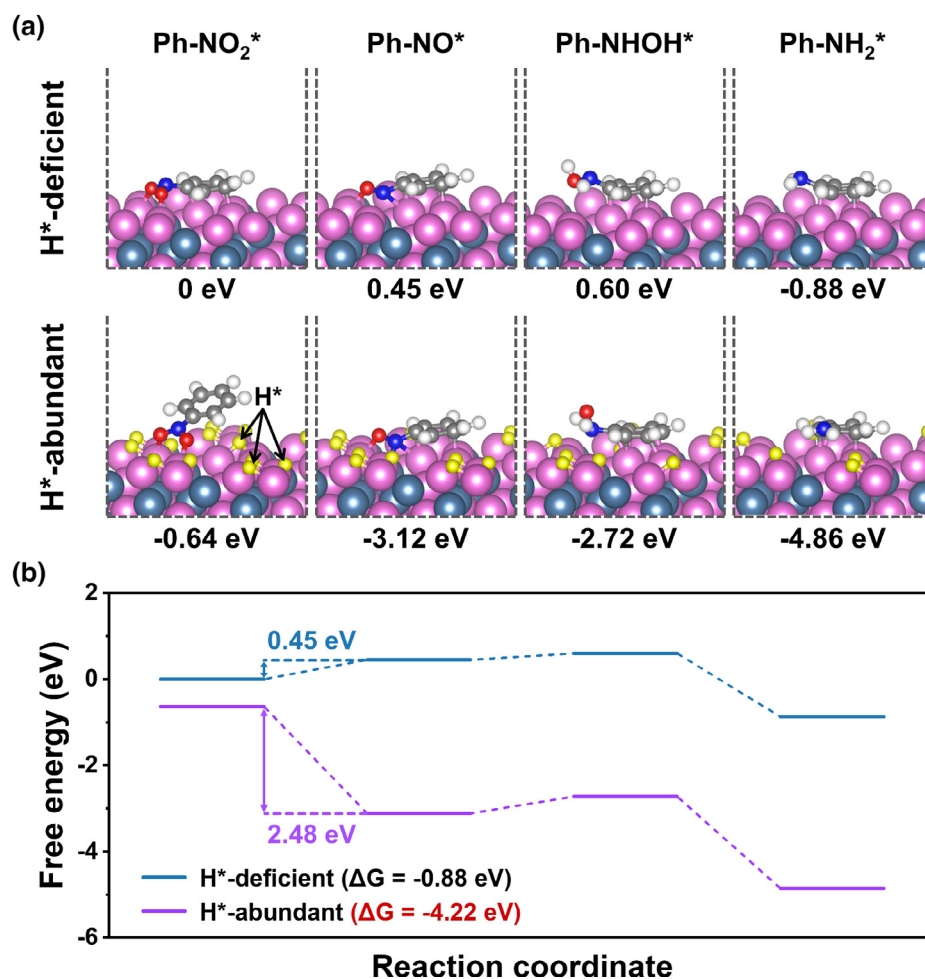 (a)
Ph-NO₂* Ph-NO* Ph-NHOH* Ph-NH₂*
H*-deficient
0 eV 0.45 eV 0.60 eV -0.88 eV
H*-abundant
H*
-0.64 eV -3.12 eV -2.72 eV -4.86 eV
(b)
Free energy (eV)
2
0
-2
-4
-6
0.45 eV
2.48 eV
H*-deficient (ΔG = -0.88 eV)
H*-abundant (ΔG = -4.22 eV)
Reaction coordinate